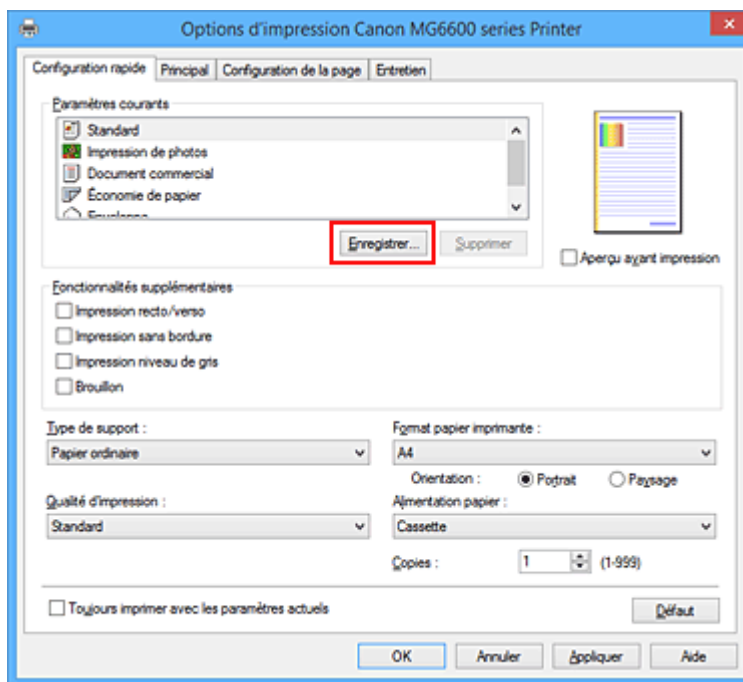 Options d'impression Canon MG6600 series Printer
Configuration rapide Principal Configuration de la page Entretien
Paramètres courants
Standard
Impression de photos
Document commercial
Économie de papier
Enregistrer... Supprimer
Aperçu avant impression
Fonctionnalités supplémentaires
Impression recto/verso
Impression sans bordure
Impression niveau de gris
Brouillon
Type de support : Format papier imprimante :
Papier ordinaire A4
Orientation : Portrait Paysage
Qualité d'impression : Alimentation papier :
Standard Cassette
Copies : 1 (1-999)
Toujours imprimer avec les paramètres actuels Défaut
OK Annuler Appliquer Aide